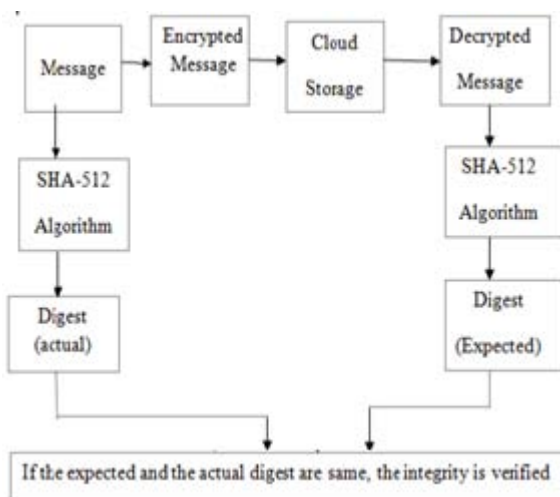 Message
Encrypted
Message
Cloud
Storage
Decrypted
Message
SHA-512
Algorithm
SHA-512
Algorithm
Digest
(actual)
Digest
(Expected)
If the expected and the actual digest are same, the integrity is verified